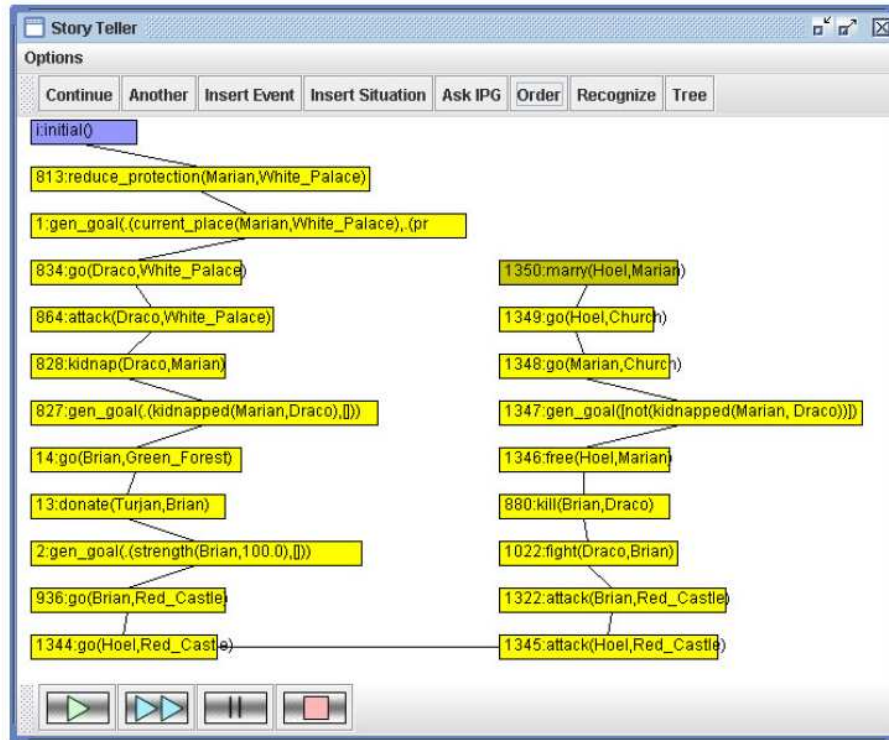 Story Teller
Options
Continue Another Insert Event Insert Situation Ask IPG Order Recognize Tree
i:initial()
813:reduce_protection(Marian,White_Palace)
1:gen_goal(.(current_place(Marian,White_Palace),.(pr
834:go(Draco,White_Palace)
864:attack(Draco,White_Palace)
828:kidnap(Draco,Marian)
827:gen_goal(.(kidnapped(Marian,Draco),[]))
14:go(Brian,Green_Forest)
13:donate(Turjan,Brian)
2:gen_goal(.(strength(Brian,100.0),[]))
936:go(Brian,Red_Castle)
1344:go(Hoel,Red_Castle)
1350:marry(Hoel,Marian)
1349:go(Hoel,Church)
1348:go(Marian,Church)
1347:gen_goal([not(kidnapped(Marian, Draco))])
1346:free(Hoel,Marian)
880:kill(Brian,Draco)
1022:fight(Draco,Brian)
1322:attack(Brian,Red_Castle)
1345:attack(Hoel,Red_Castle)